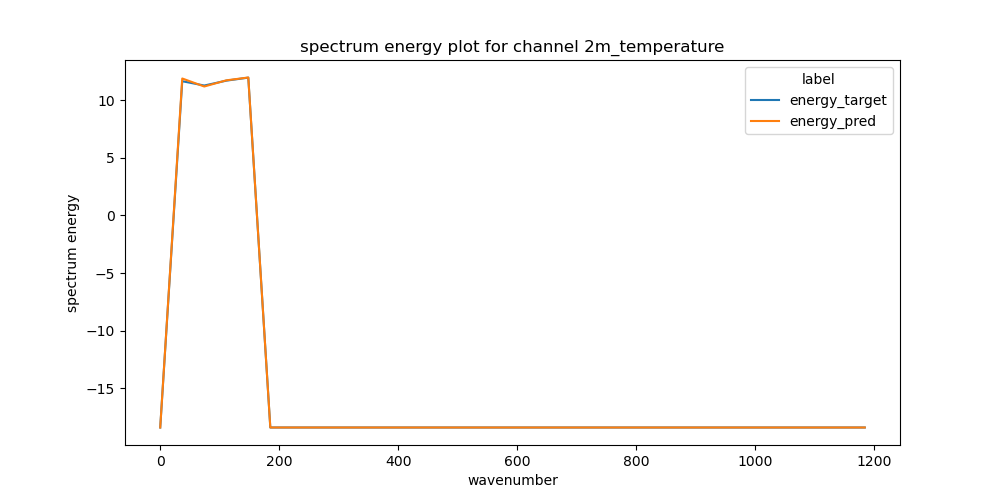 spectrum energy plot for channel 2m_temperature
label
energy_target
energy_pred
10
5
0
−5
−10
−15
spectrum energy
0
200
400
600
800
1000
1200
wavenumber